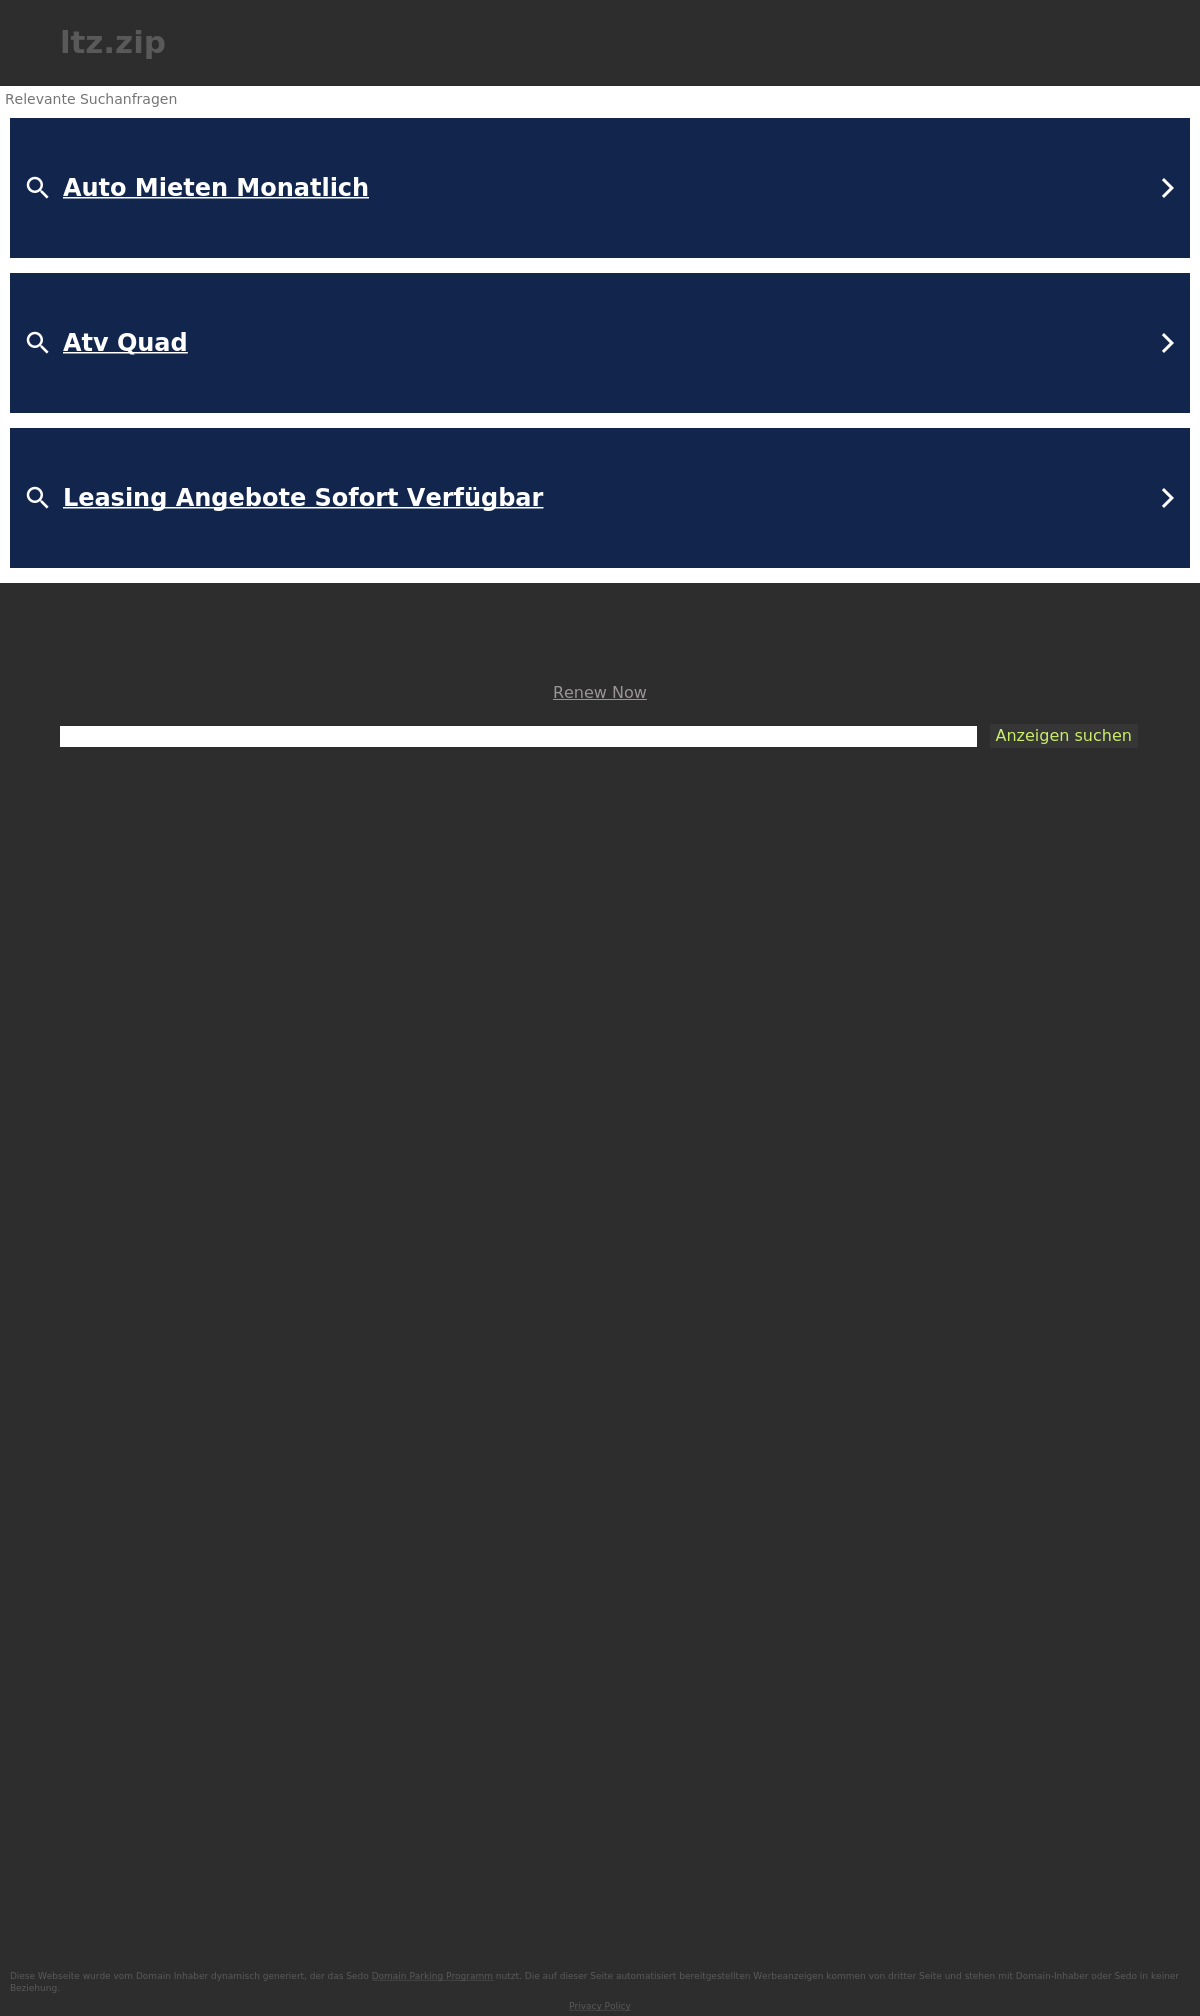 ltz.zip
Relevante Suchanfragen
Auto Mieten Monatlich
Atv Quad
Leasing Angebote Sofort Verfügbar
Renew Now
Anzeigen suchen
Diese Webseite wurde vom Domain Inhaber dynamisch generiert, der das Sedo Domain Parking Programm nutzt. Die auf dieser Seite automatisiert bereitgestellten Werbeanzeigen kommen von dritter Seite und stehen mit Domain-Inhaber oder Sedo in keiner
Beziehung.
Privacy Policy